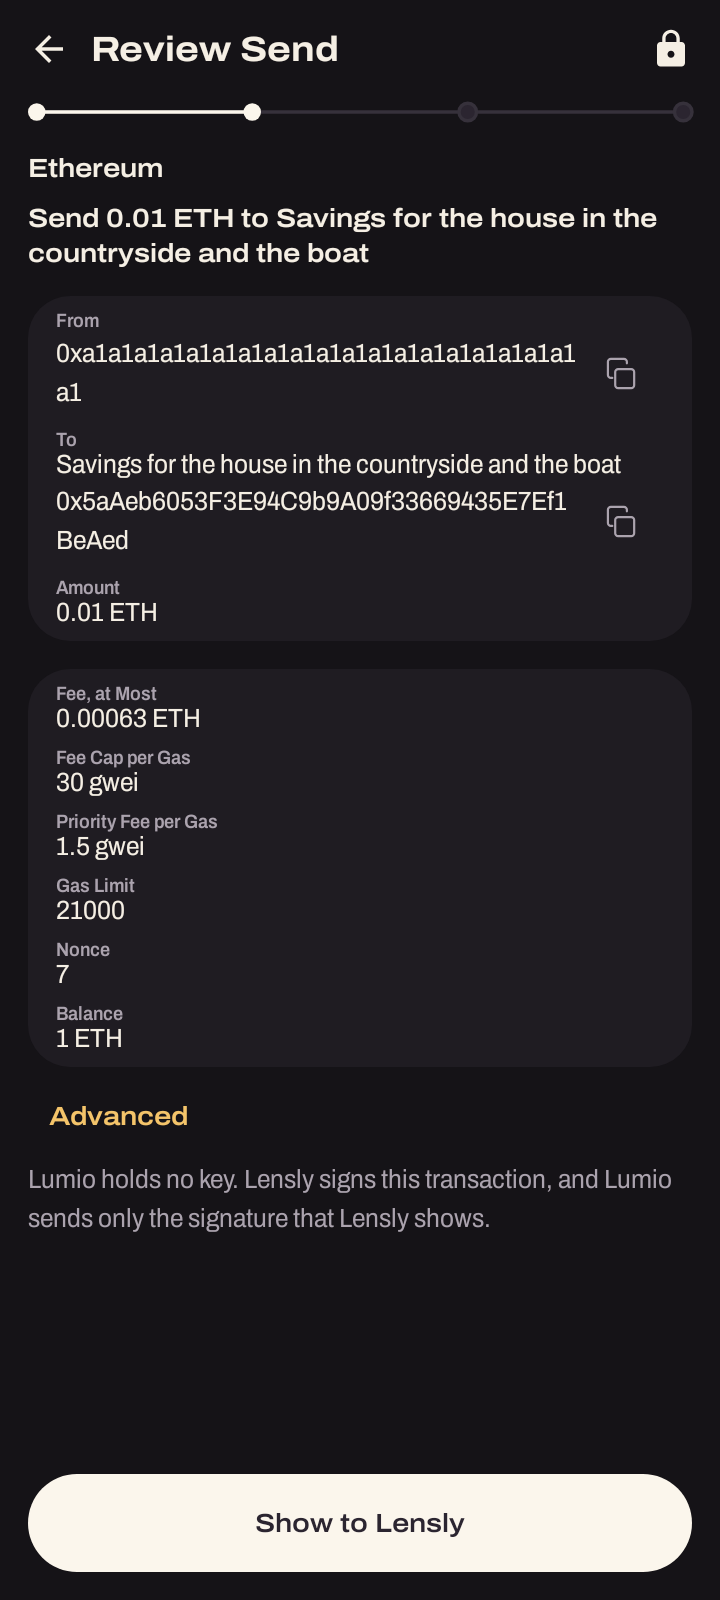 Review Send
Ethereum
Send 0.01 ETH to Savings for the house in the
countryside and the boat
From
0xa1a1a1a1a1a1a1a1a1a1a1a1a1a1a1a1a1a1a1
a1
To
Savings for the house in the countryside and the boat
0x5aAeb6053F3E94C9b9A09f33669435E7Ef1
BeAed
Amount
0.01 ETH
Fee, at Most
0.00063 ETH
Fee Cap per Gas
30 gwei
Priority Fee per Gas
1.5 gwei
Gas Limit
21000
Nonce
7
Balance
1 ETH
Advanced
Lumio holds no key. Lensly signs this transaction, and Lumio
sends only the signature that Lensly shows.
Show to Lensly